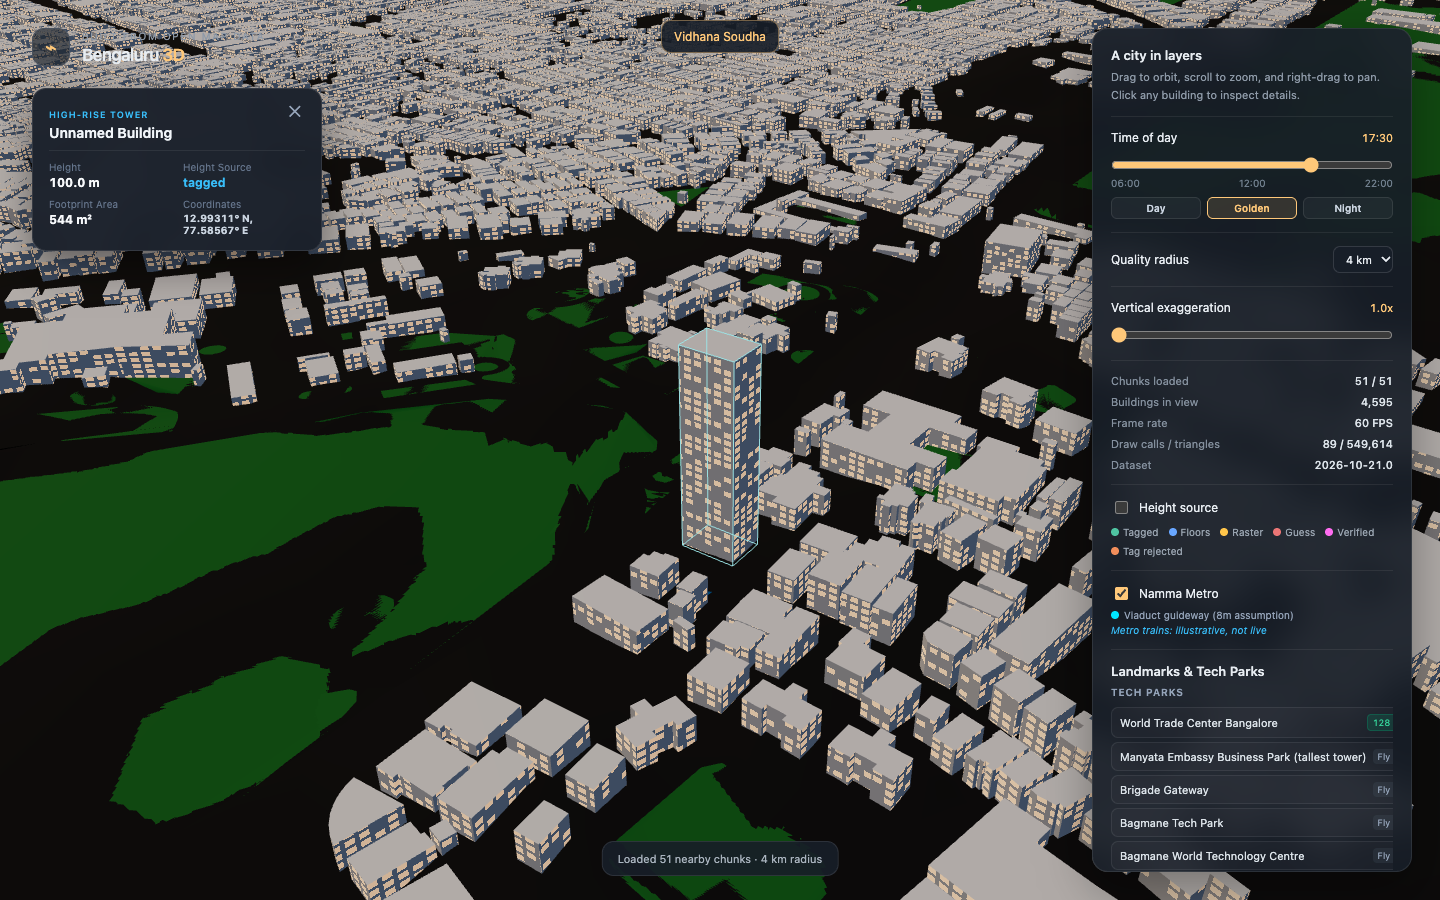 OM OP
Bengaluru 3D
Vidhana Soudha
HIGH-RISE TOWER
Unnamed Building
Height
Height Source
100.0 m
tagged
Footprint Area
Coordinates
544 m²
12.99311° N,
77.58567° E
A city in layers
Drag to orbit, scroll to zoom, and right-drag to pan.
Click any building to inspect details.
Time of day
17:30
06:00
12:00
22:00
Day
Golden
Night
Quality radius
4 km
Vertical exaggeration
1.0x
Chunks loaded
51 / 51
Buildings in view
4,595
Frame rate
60 FPS
Draw calls / triangles
89 / 549,614
Dataset
2026-10-21.0
Height source
Tagged
Floors
Raster
Guess
Verified
Tag rejected
Namma Metro
Viaduct guideway (8m assumption)
Metro trains: illustrative, not live
Landmarks & Tech Parks
TECH PARKS
World Trade Center Bangalore
128
Manyata Embassy Business Park (tallest tower)
Fly
Brigade Gateway
Fly
Bagmane Tech Park
Fly
Bagmane World Technology Centre
Fly
Loaded 51 nearby chunks · 4 km radius